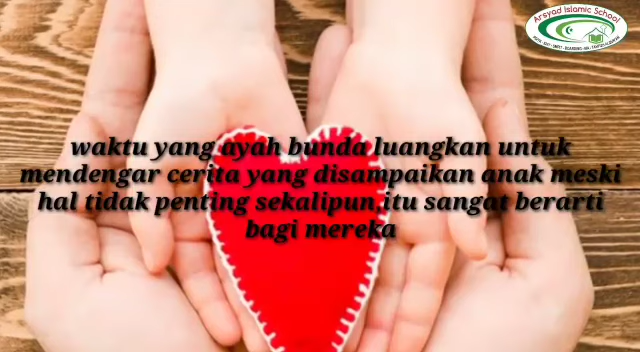 Arsyad Islamic School
waktu yang ayah bunda luangkan untuk
mendengar cerita yang disampaikan anak meski
hal tidak penting sekalipun itu sangat berarti
bagi mereka